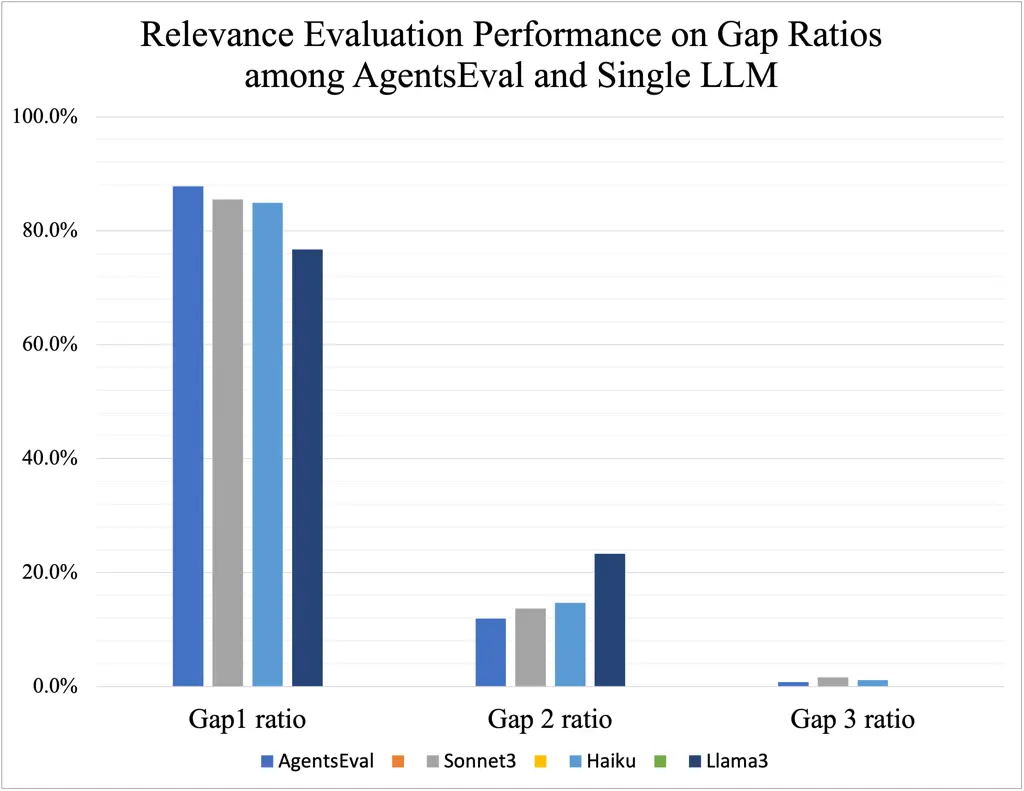 Relevance Evaluation Performance on Gap Ratios
among AgentsEval and Single LLM
100.0%
80.0%
60.0%
40.0%
20.0%
0.0%
Gap1 ratio Gap 2 ratio Gap 3 ratio
AgentsEval Sonnet3 Haiku Llama3